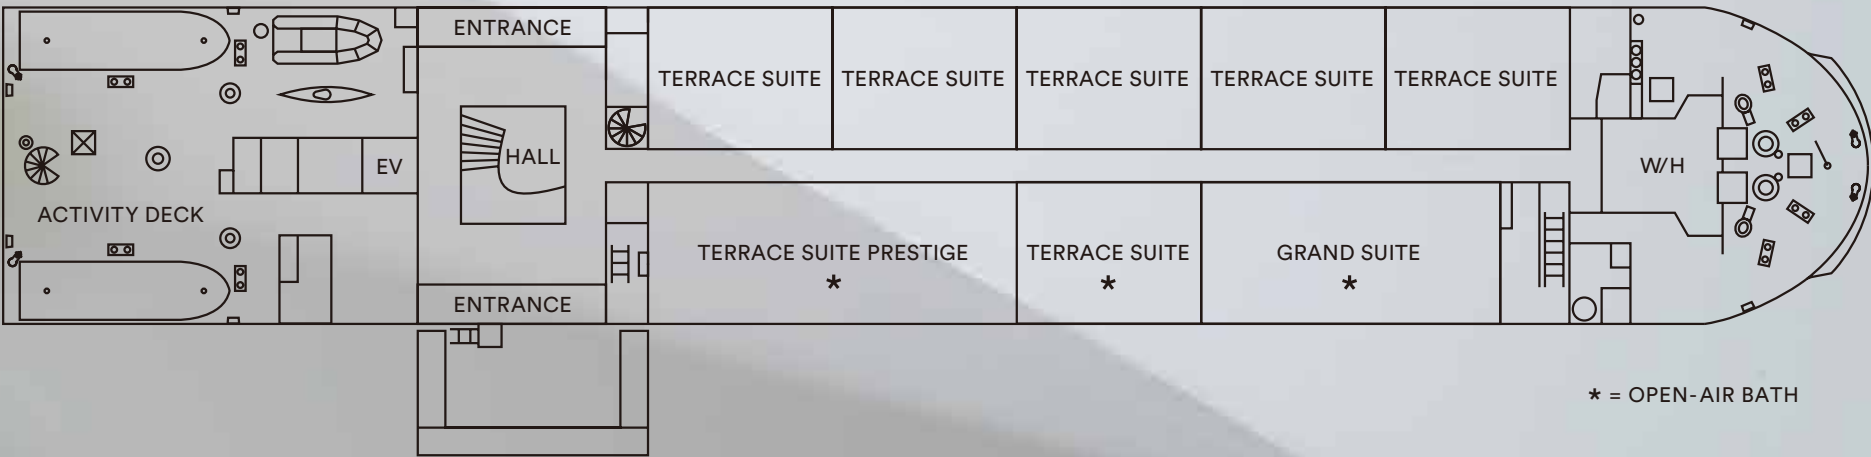 ENTRANCE
TERRACE SUITE
TERRACE SUITE
TERRACE SUITE
TERRACE SUITE
TERRACE SUITE
HALL
EV
W/H
ACTIVITY DECK
TERRACE SUITE PRESTIGE
*
TERRACE SUITE
*
GRAND SUITE
*
ENTRANCE
* = OPEN-AIR BATH